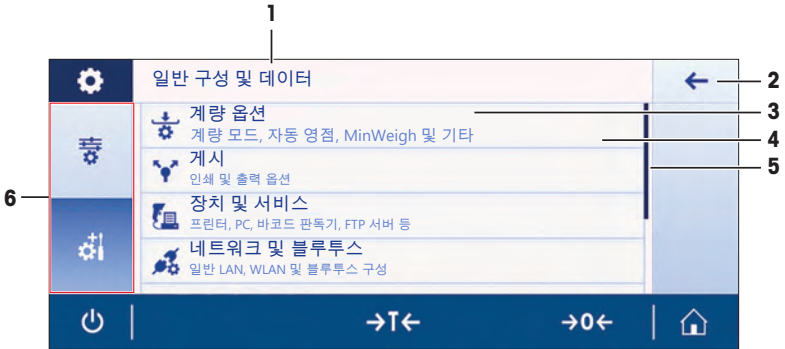 1
일반 구성 및 데이터
2
계량 옵션
3
계량 모드, 자동 영점, MinWeigh 및 기타
4
게시
5
인쇄 및 출력 옵션
6
장치 및 서비스
프린터, PC, 바코드 판독기, FTP 서버 등
네트워크 및 블루투스
일반 LAN, WLAN 및 블루투스 구성
→T←
→0←